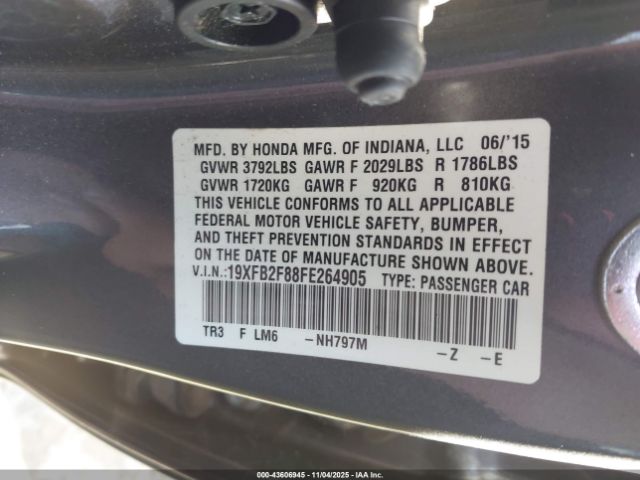 MFD. BY HONDA MFG. OF INDIANA, LLC 06/'15
GVWR 3792LBS GAWR F 2029LBS R 1786LBS
GVWR 1720KG GAWR F 920KG R 810KG
THIS VEHICLE CONFORMS TO ALL APPLICABLE
FEDERAL MOTOR VEHICLE SAFETY, BUMPER,
AND THEFT PREVENTION STANDARDS IN EFFECT
ON THE DATE OF MANUFACTURE SHOWN ABOVE.
V.I.N.:19XFB2F88FE264905 TYPE: PASSENGER CAR
TR3 F LM6 -NH797M -Z -E
000-43606945 - 11/04/2025 - IAAI.COM